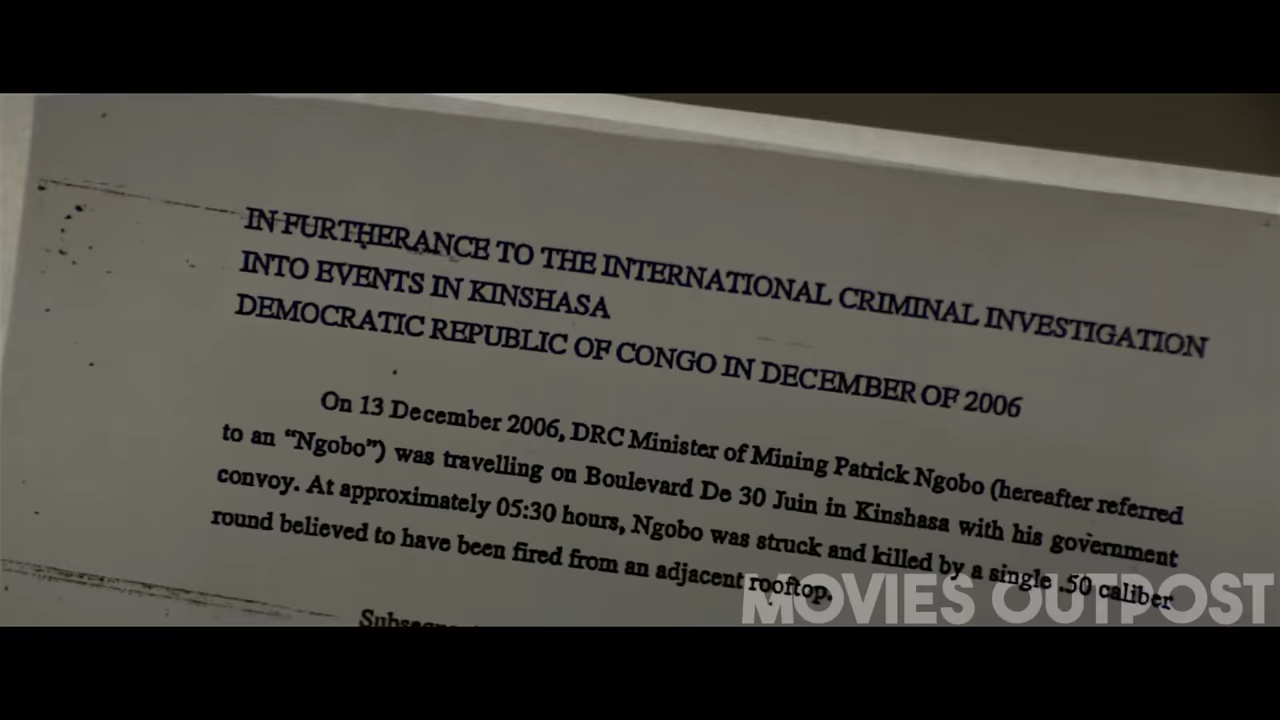 IN FURTHERANCE TO THE INTERNATIONAL CRIMINAL INVESTIGATION
INTO EVENTS IN KINSHASA
DEMOCRATIC REPUBLIC OF CONGO IN DECEMBER OF 2006
On 13 December 2006, DRC Minister of Mining Patrick Ngobo (hereafter referred
to an “Ngobo”) was travelling on Boulevard De 30 Juin in Kinshasa with his government
convoy. At approximately 05:30 hours, Ngobo was struck and killed by a single .50 caliber
round believed to have been fired from an adjacent rooftop.
MOVIES OUTPOST